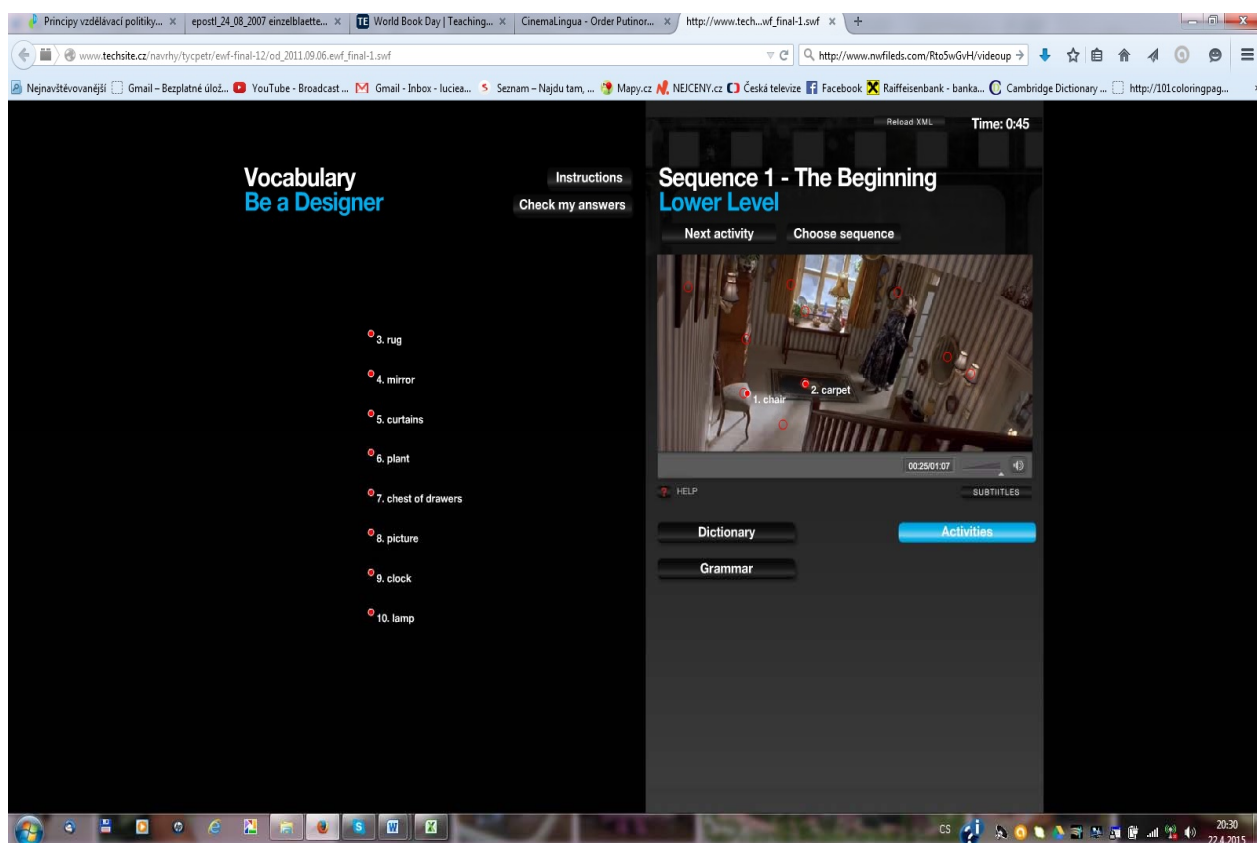 Principy vzdělávací politiky... × epostl_24_08_2007 einzelblaette... × TE World Book Day | Teaching... × CinemaLingua - Order Putinor... × http://www.tech...wf_final-1.swf × +
www.techsite.cz/navrhy/tycpetr/ewf-final-12/od_2011.09.06.ewf_final-1.swf http://www.nwfileds.com/Rto5wGvH/videoup
Nejnavštěvovanější Gmail – Bezplatné úlož... YouTube - Broadcast ... Gmail - Inbox - luciea... Seznam – Najdu tam, ... Mapy.cz NEJCENY.cz Česká televize Facebook Raiffeisenbank - banka... Cambridge Dictionary ... http://101coloringpag...
Reload XML Time: 0:45
Vocabulary
Be a Designer
Instructions
Check my answers
3. rug
4. mirror
5. curtains
6. plant
7. chest of drawers
8. picture
9. clock
10. lamp
Sequence 1 - The Beginning
Lower Level
Next activity Choose sequence
1. chair
2. carpet
00:25/01:07
? HELP SUBTIITLES
Dictionary Activities
Grammar
CS 20:30
22.4.2015